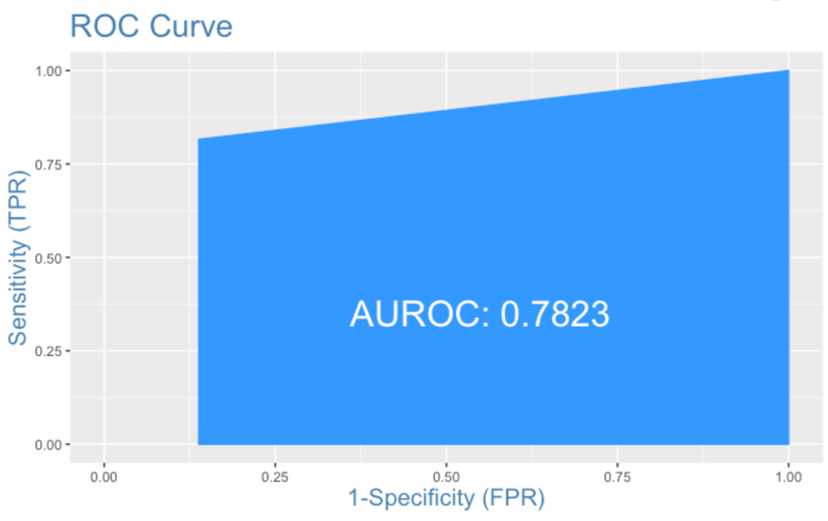 ROC Curve
1.00
0.75
0.50
0.25
0.00
Sensitivity (TPR)
AUROC: 0.7823
0.00 0.25 0.50 0.75 1.00
1-Specificity (FPR)